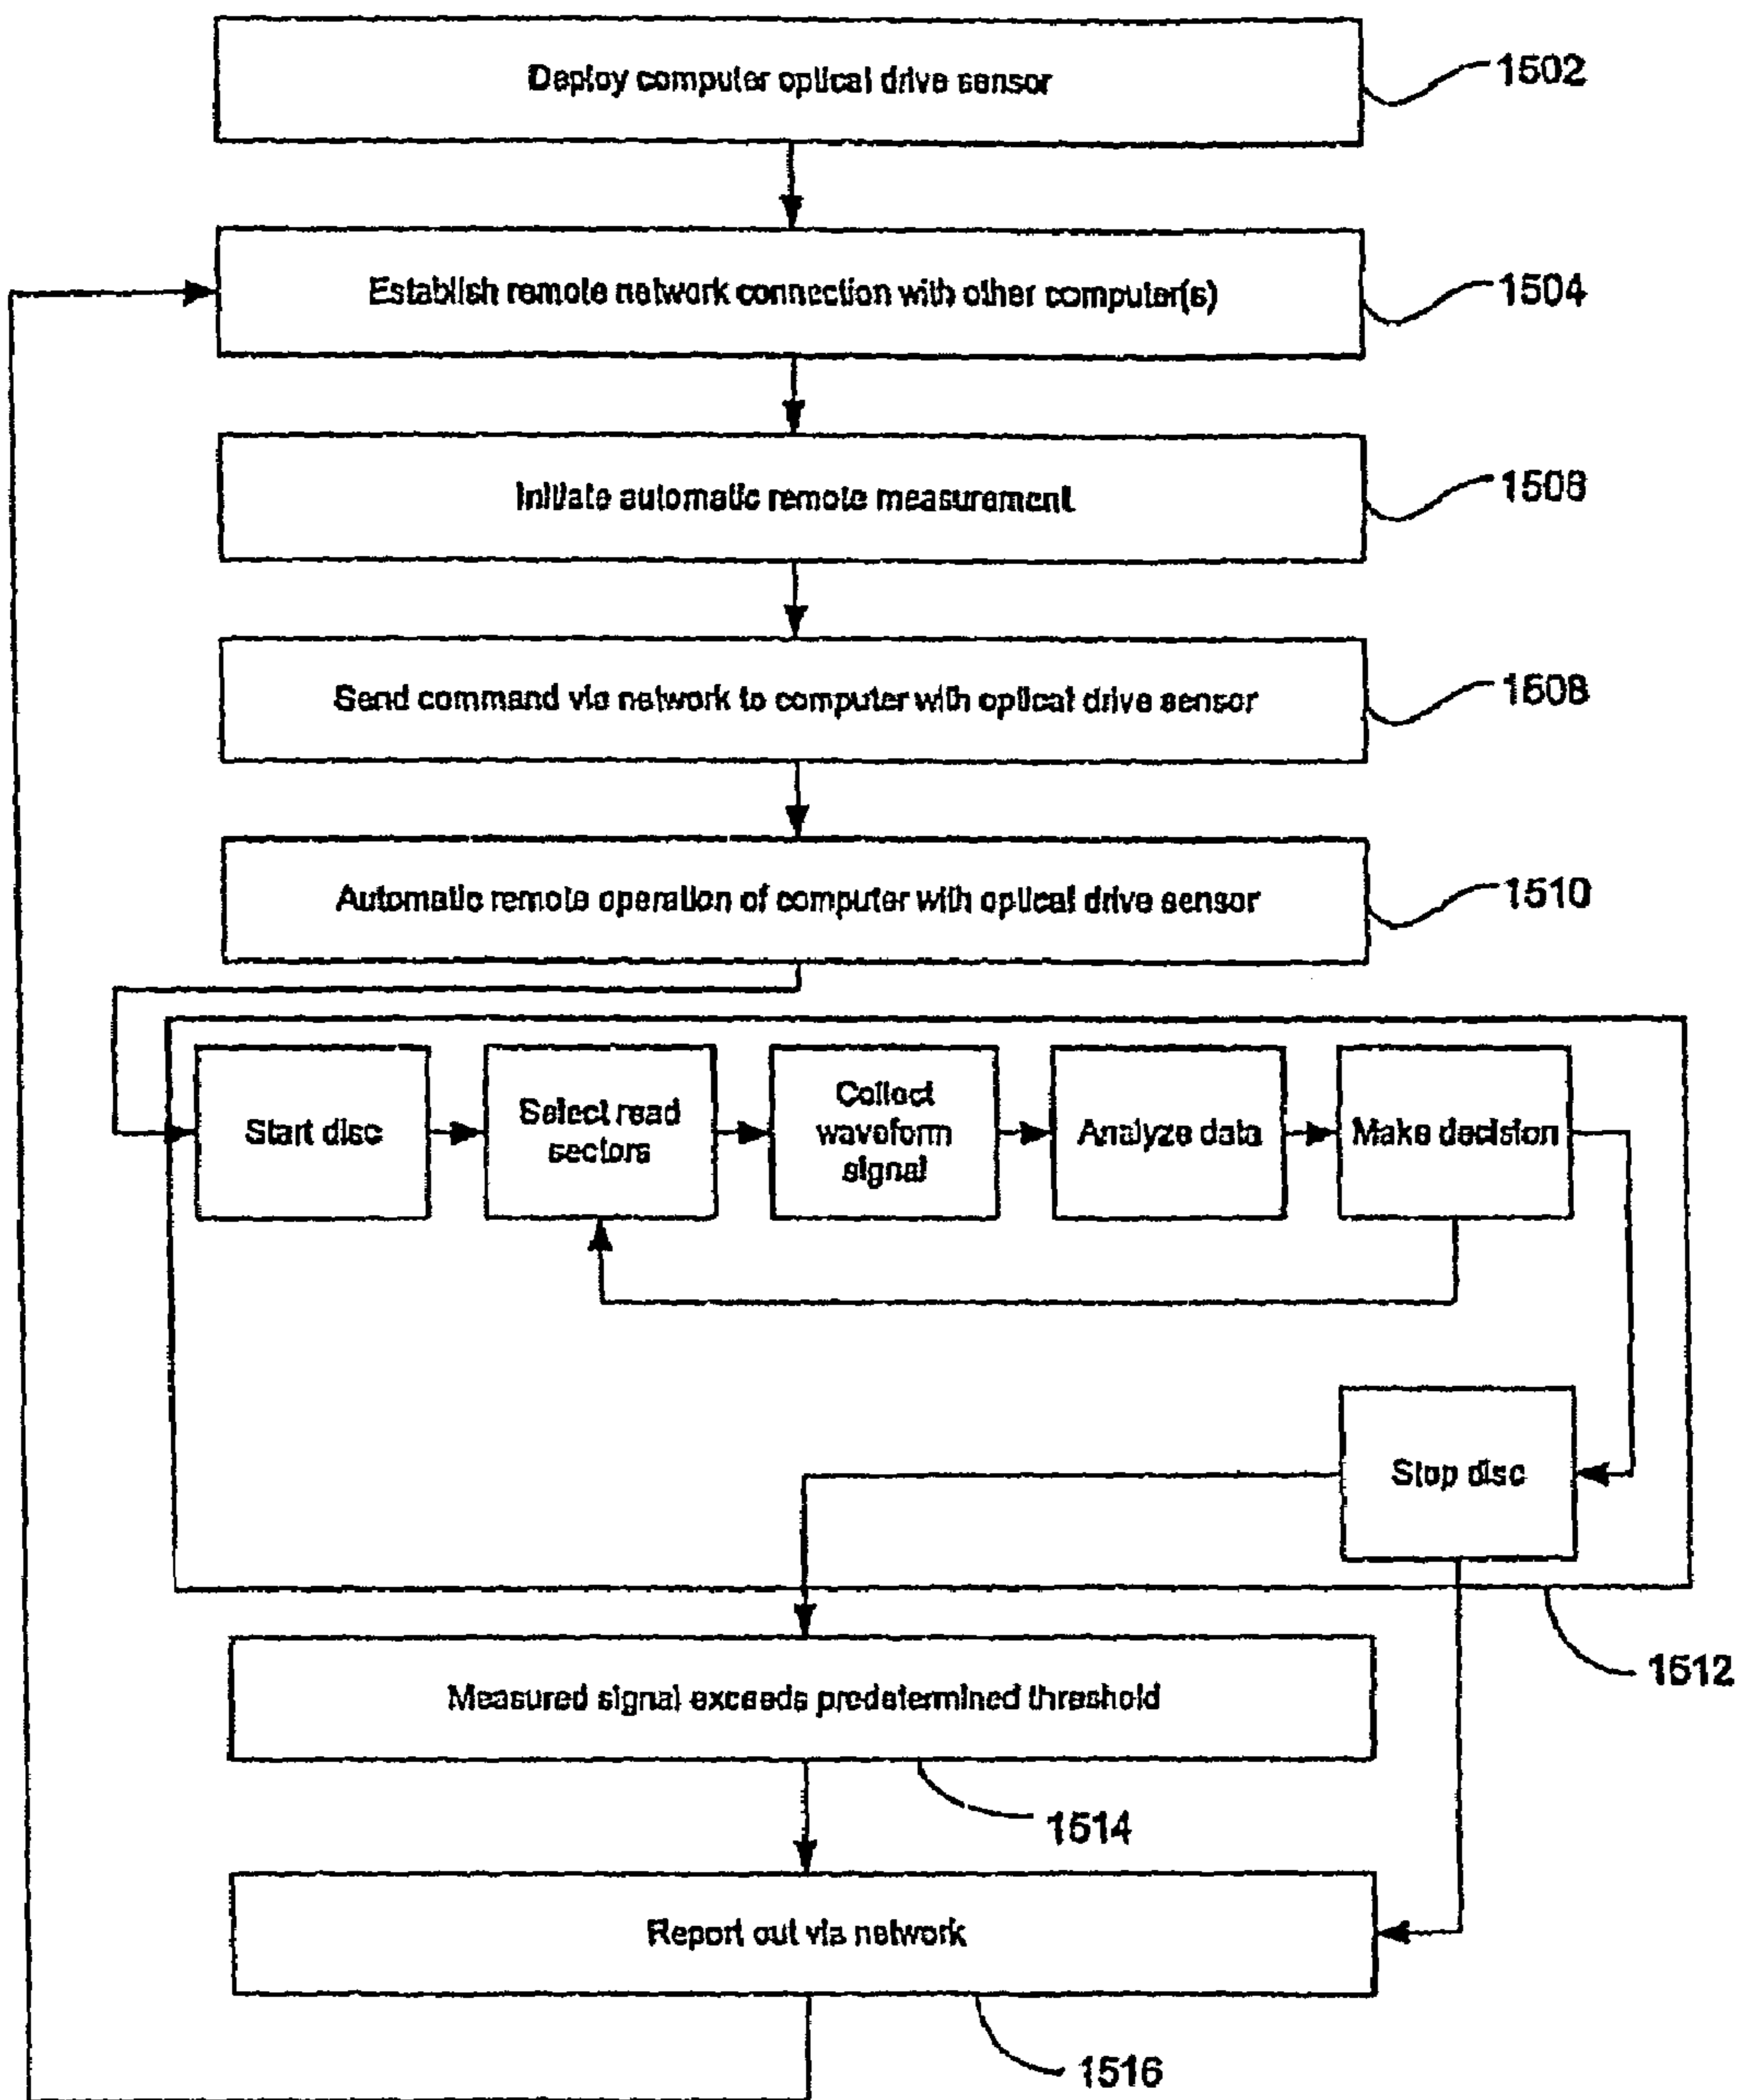 Deploy computer optical drive sensor
1502
Establish remote network connection with other computer(s)
1504
Initiate automatic remote measurement
1506
Send command via network to computer with optical drive sensor
1508
Automatic remote operation of computer with optical drive sensor
1510
Start disc
Select read
sectors
Collect
waveform
signal
Analyze data
Make decision
Stop disc
1512
Measured signal exceeds predetermined threshold
1514
Report out via network
1516